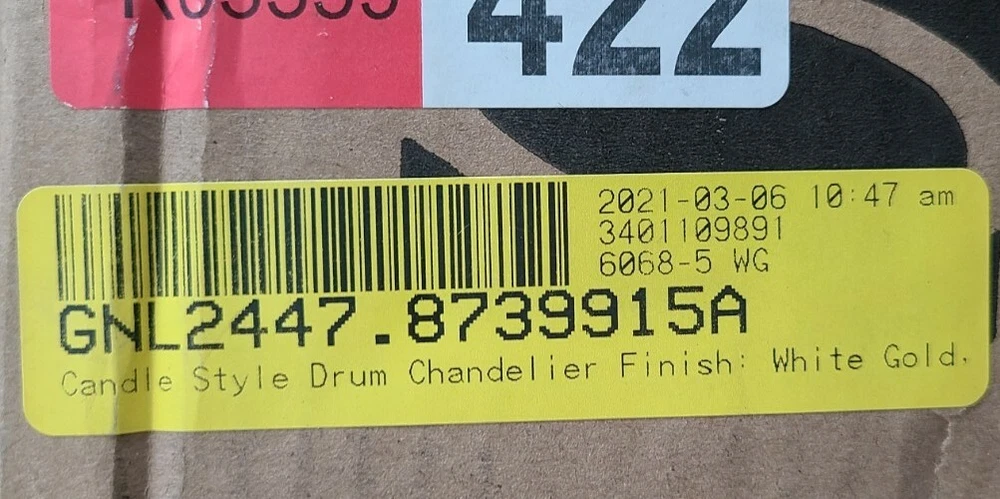 422
2021-03-06 10:47 am
3401109891
6068-5 WG
GNL2447.8739915A
Candle Style Drum Chandelier Finish: White Gold,